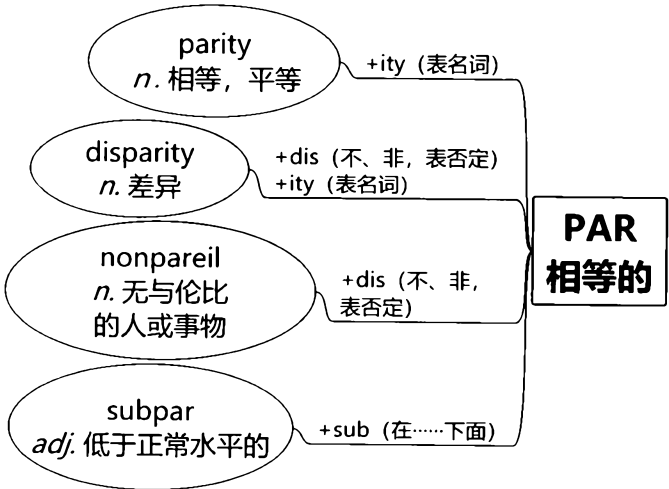 parity
n. 相等，平等
+ity（表名词）
disparity
n. 差异
+dis（不、非，表否定）
+ity（表名词）
nonpareil
n. 无与伦比
的人或事物
+dis（不、非，
表否定）
subpar
adj. 低于正常水平的
+sub（在……下面）
PAR
相等的